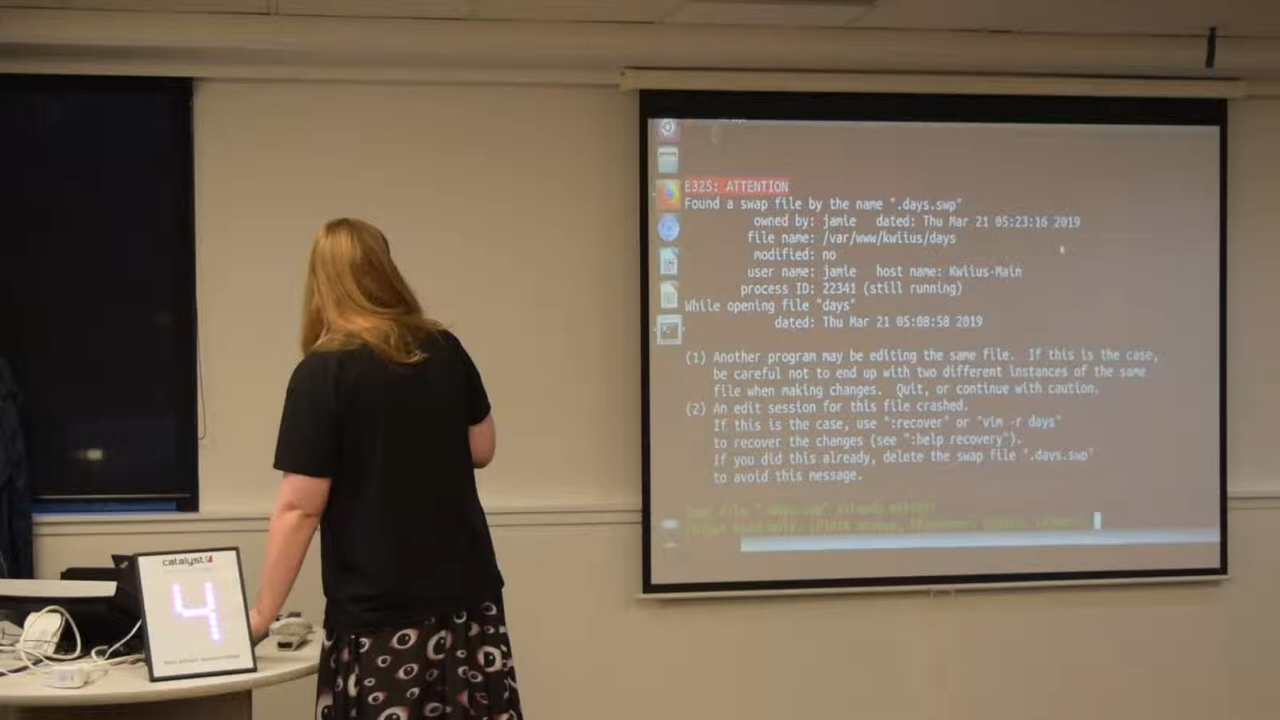 E325: ATTENTION
Found a swap file by the name ".days.swp"
owned by: jamie dated: Thu Mar 21 05:23:16 2019
file name: /var/www/kwilus/days
modified: no
user name: jamie host name: Kwilus-Main
process ID: 22341 (still running)
While opening file "days"
dated: Thu Mar 21 05:08:58 2019
(1) Another program may be editing the same file. If this is the case,
be careful not to end up with two different instances of the same
file when making changes. Quit, or continue with caution.
(2) An edit session for this file crashed.
If this is the case, use ":recover" or "vim -r days"
to recover the changes (see ":help recovery").
If you did this already, delete the swap file ".days.swp"
to avoid this message.
catalyst
4